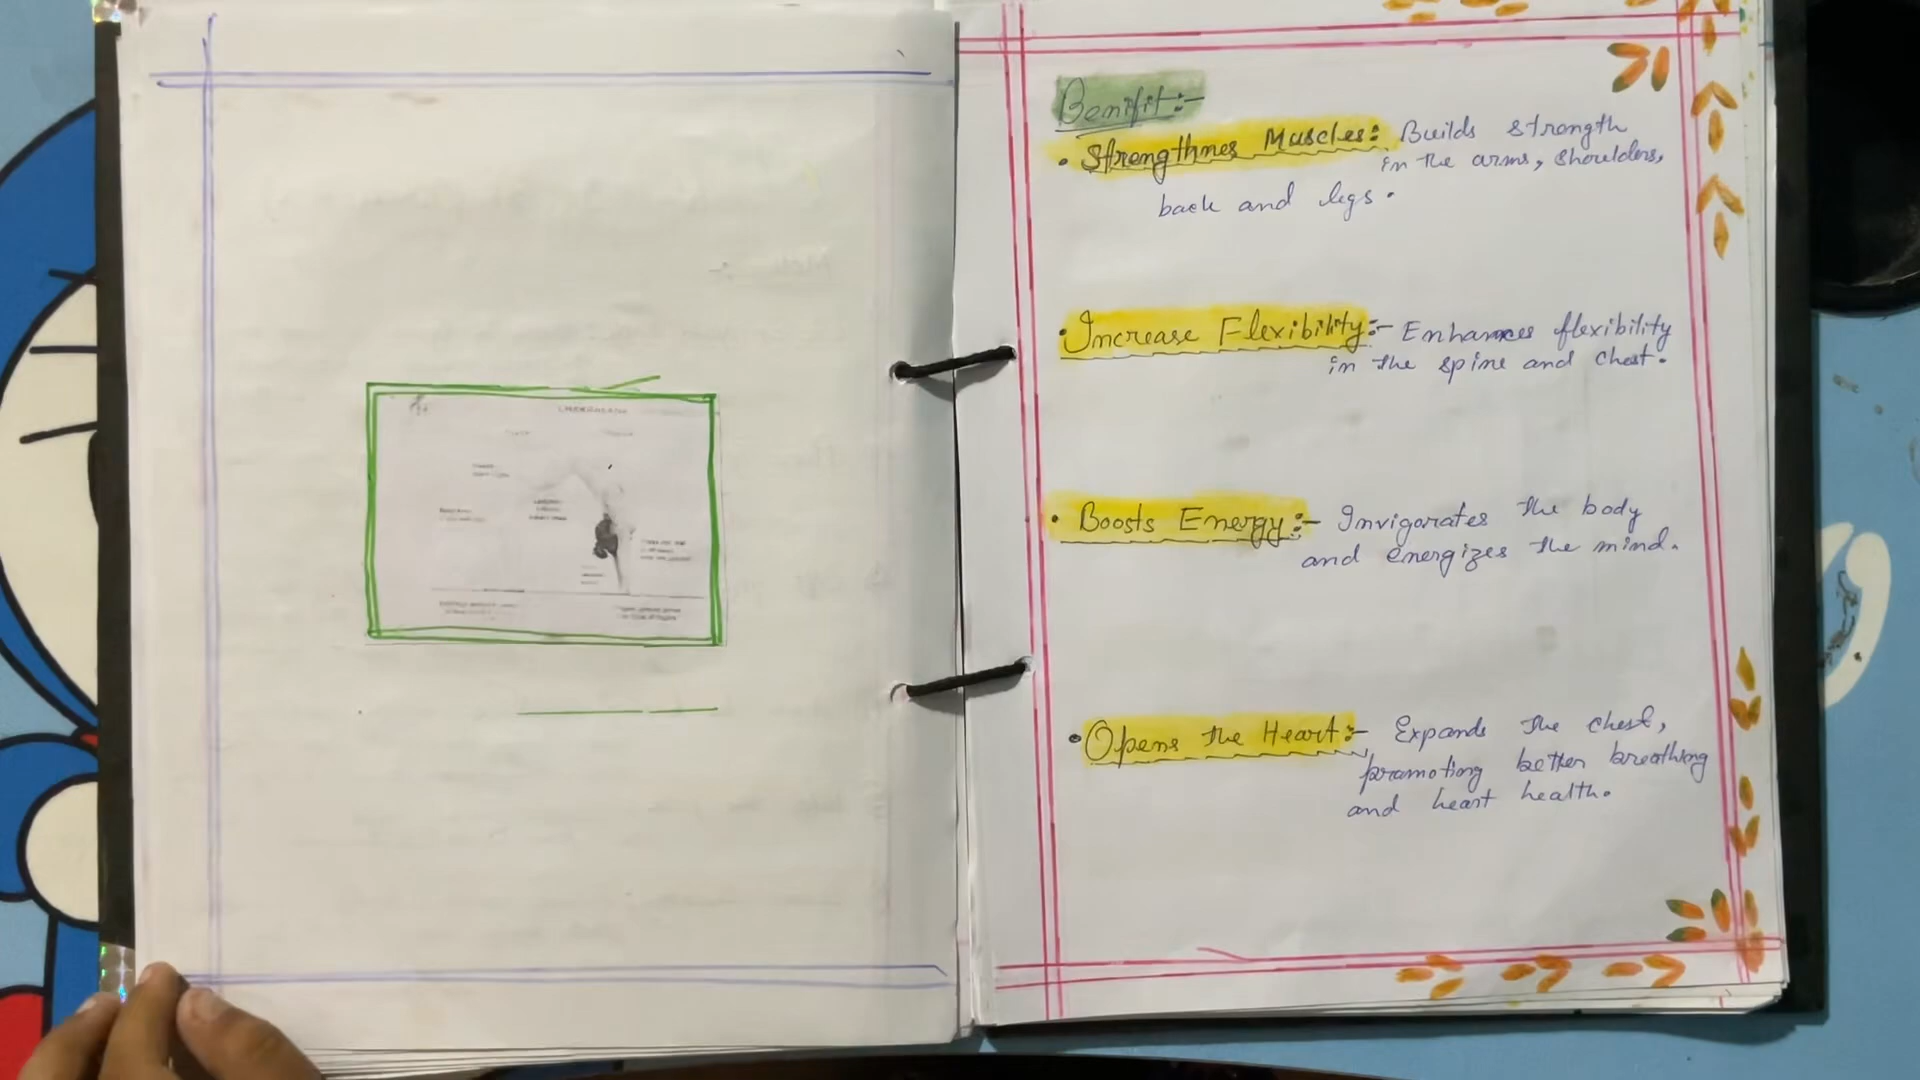 CHAKRASANA
Benifit:-
• Strengthnes Muscles: Builds strength
in the arms, shoulders,
back and legs.
• Increase Flexibility:- Enhances flexibility
in the spine and chest.
• Boosts Energy:- Invigorates the body
and energizes the mind.
• Opens the Heart:- Expands the chest,
pramoting better breathing
and heart health.